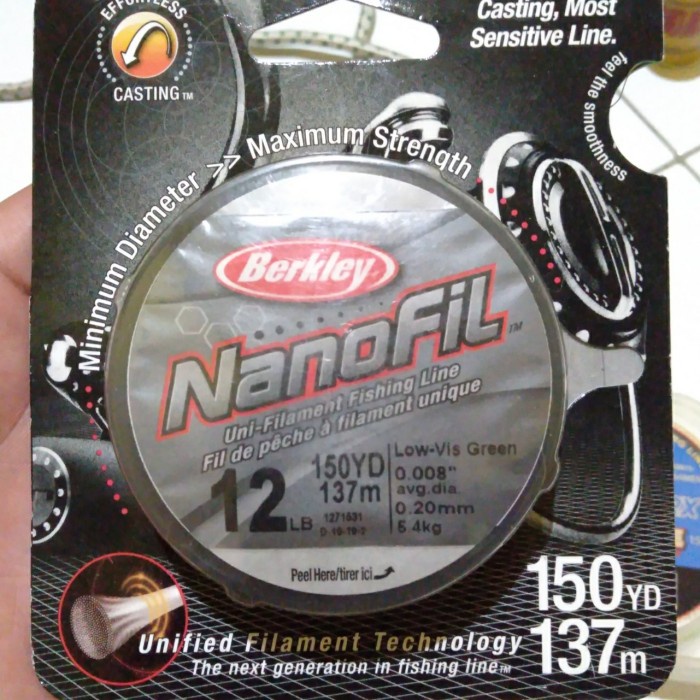 EFFORTLESS
CASTING™
Casting, Most
Sensitive Line.
feel the smoothness
Minimum Diameter >> Maximum Strength
Berkley
NanoFil™
Uni-Filament Fishing Line
Fil de pêche à filament unique
12LB
150YD
137m
1271631
Low-Vis Green
0.008"
avg.dia.
0.20mm
5.4kg
Peel Here/tirer ici
150YD
137m
Unified Filament Technology
The next generation in fishing line™